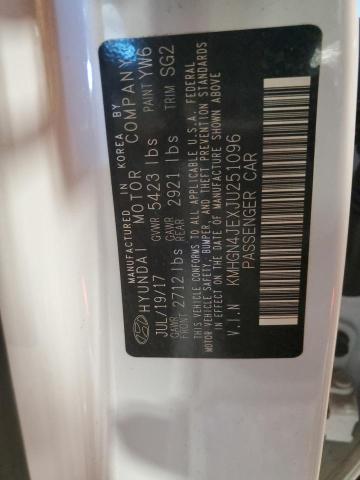 MANUFACTURED IN KOREA BY
HYUNDAI MOTOR COMPANY
JUL/19/17 GVWR 5423 lbs PAINT YW6
GAWR FRONT 2712 lbs GAWR REAR 2921 lbs TRIM SG2
THIS VEHICLE CONFORMS TO ALL APPLICABLE U.S.A. FEDERAL
MOTOR VEHICLE SAFETY, BUMPER, AND THEFT PREVENTION STANDARDS
IN EFFECT ON THE DATE OF MANUFACTURE SHOWN ABOVE
V.I.N KMHGN4JEXJU251096
PASSENGER CAR